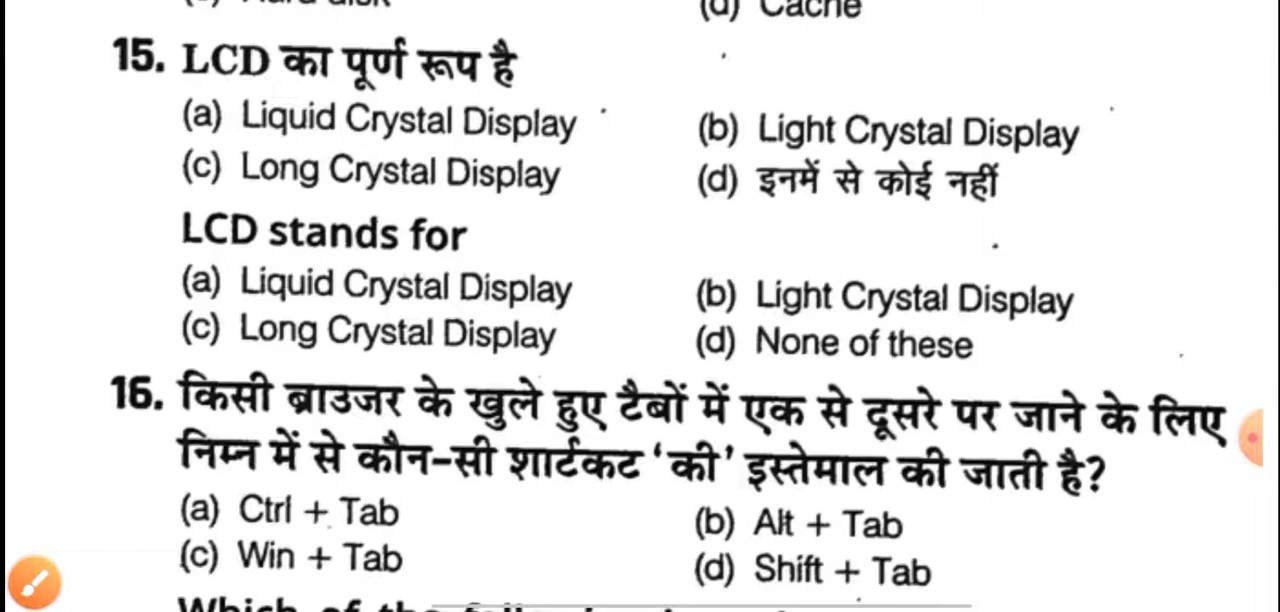 (d) Cache
15. LCD का पूर्ण रूप है
(a) Liquid Crystal Display (b) Light Crystal Display
(c) Long Crystal Display (d) इनमें से कोई नहीं
LCD stands for
(a) Liquid Crystal Display (b) Light Crystal Display
(c) Long Crystal Display (d) None of these
16. किसी ब्राउजर के खुले हुए टैबों में एक से दूसरे पर जाने के लिए
निम्न में से कौन-सी शार्टकट 'की' इस्तेमाल की जाती है?
(a) Ctrl + Tab (b) Alt + Tab
(c) Win + Tab (d) Shift + Tab